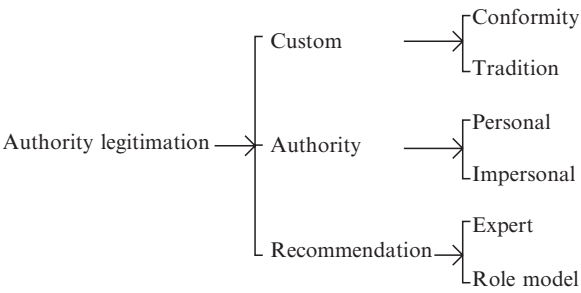 Authority legitimation
Custom
Conformity
Tradition
Authority
Personal
Impersonal
Recommendation
Expert
Role model